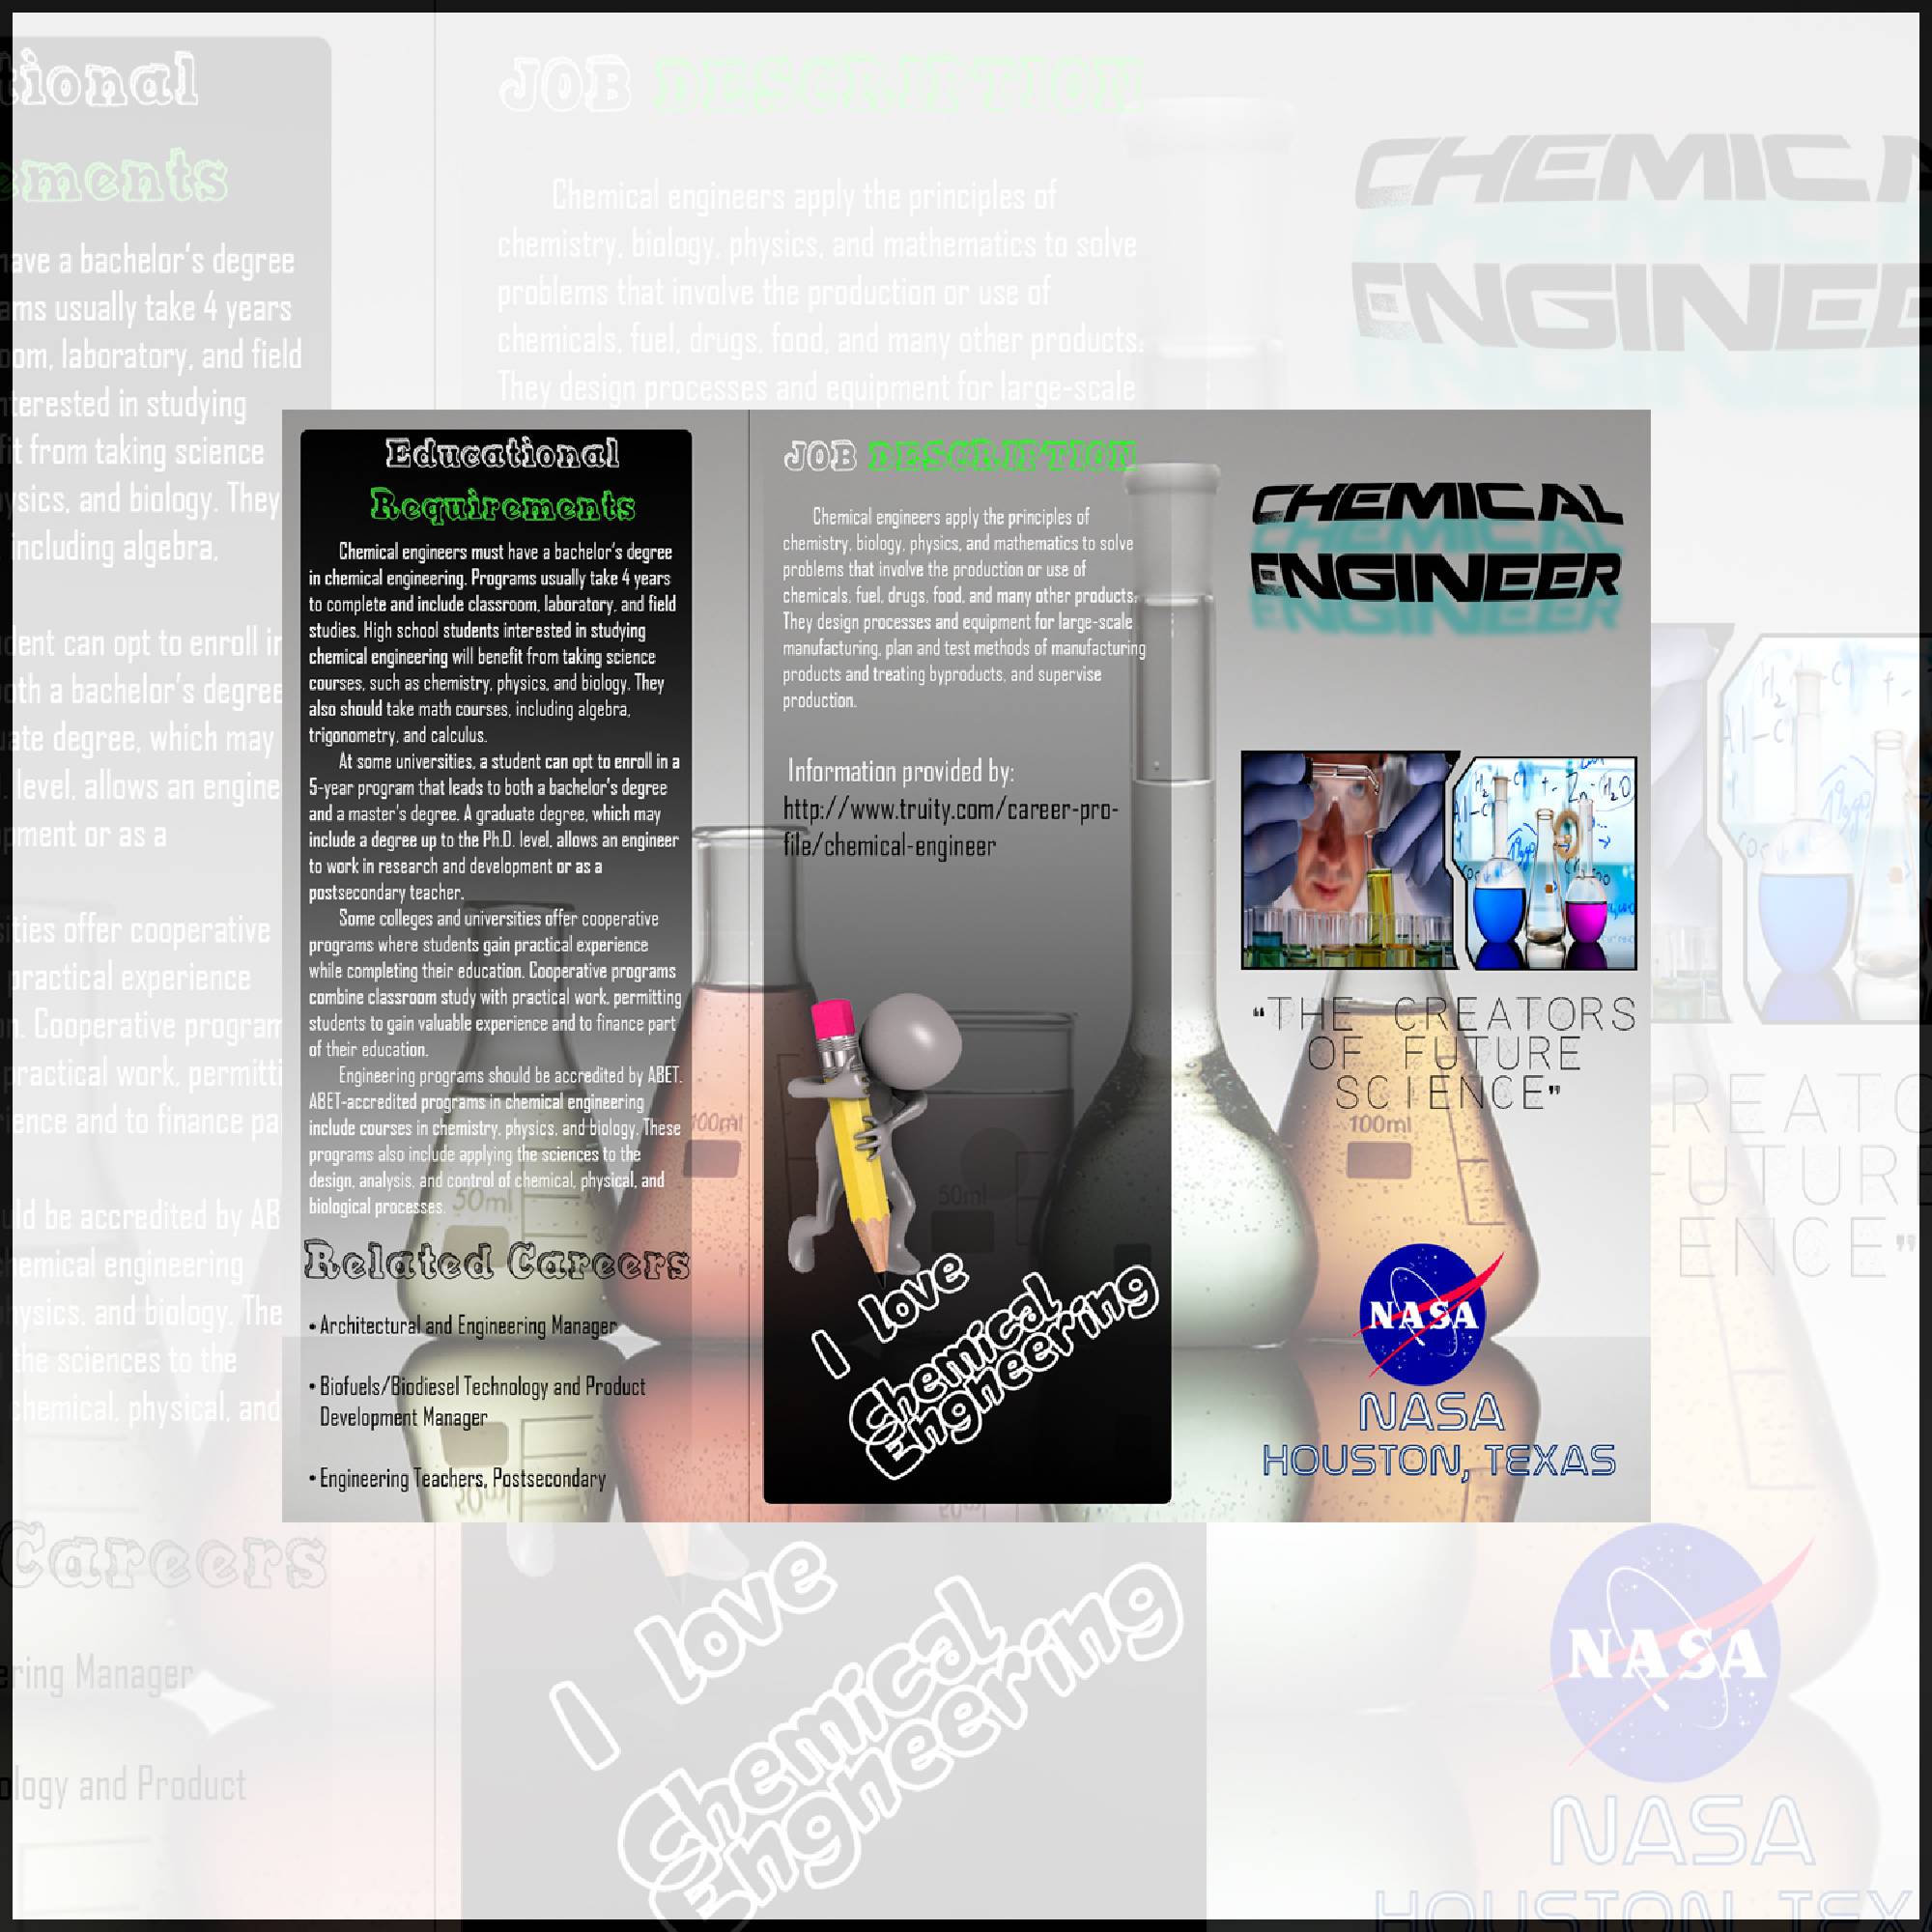 Educational
Requirements
Chemical engineers must have a bachelor's degree
in chemical engineering. Programs usually take 4 years
to complete and include classroom, laboratory, and field
studies. High school students interested in studying
chemical engineering will benefit from taking science
courses, such as chemistry, physics, and biology. They
also should take math courses, including algebra,
trigonometry, and calculus.
At some universities, a student can opt to enroll in a
5-year program that leads to both a bachelor's degree
and a master's degree. A graduate degree, which may
include a degree up to the Ph.D. level, allows an engineer
to work in research and development or as a
postsecondary teacher.
Some colleges and universities offer cooperative
programs where students gain practical experience
while completing their education. Cooperative programs
combine classroom study with practical work, permitting
students to gain valuable experience and to finance part
of their education.
Engineering programs should be accredited by ABET.
ABET-accredited programs in chemical engineering
include courses in chemistry, physics, and biology. These
programs also include applying the sciences to the
design, analysis, and control of chemical, physical, and
biological processes.
50ml
Related Careers
• Architectural and Engineering Manager
• Biofuels/Biodiesel Technology and Product
Development Manager
• Engineering Teachers, Postsecondary
100ml
JOB DESCRIPTION
Chemical engineers apply the principles of
chemistry, biology, physics, and mathematics to solve
problems that involve the production or use of
chemicals, fuel, drugs, food, and many other products.
They design processes and equipment for large-scale
manufacturing, plan and test methods of manufacturing
products and treating byproducts, and supervise
production.
Information provided by:
http://www.truity.com/career-pro-
file/chemical-engineer
50ml
I love
Chemical
Engineering
CHEMICAL
ENGINEER
"THE CREATORS
OF FUTURE
SCIENCE"
100ml
NASA
NASA
HOUSTON, TEXAS